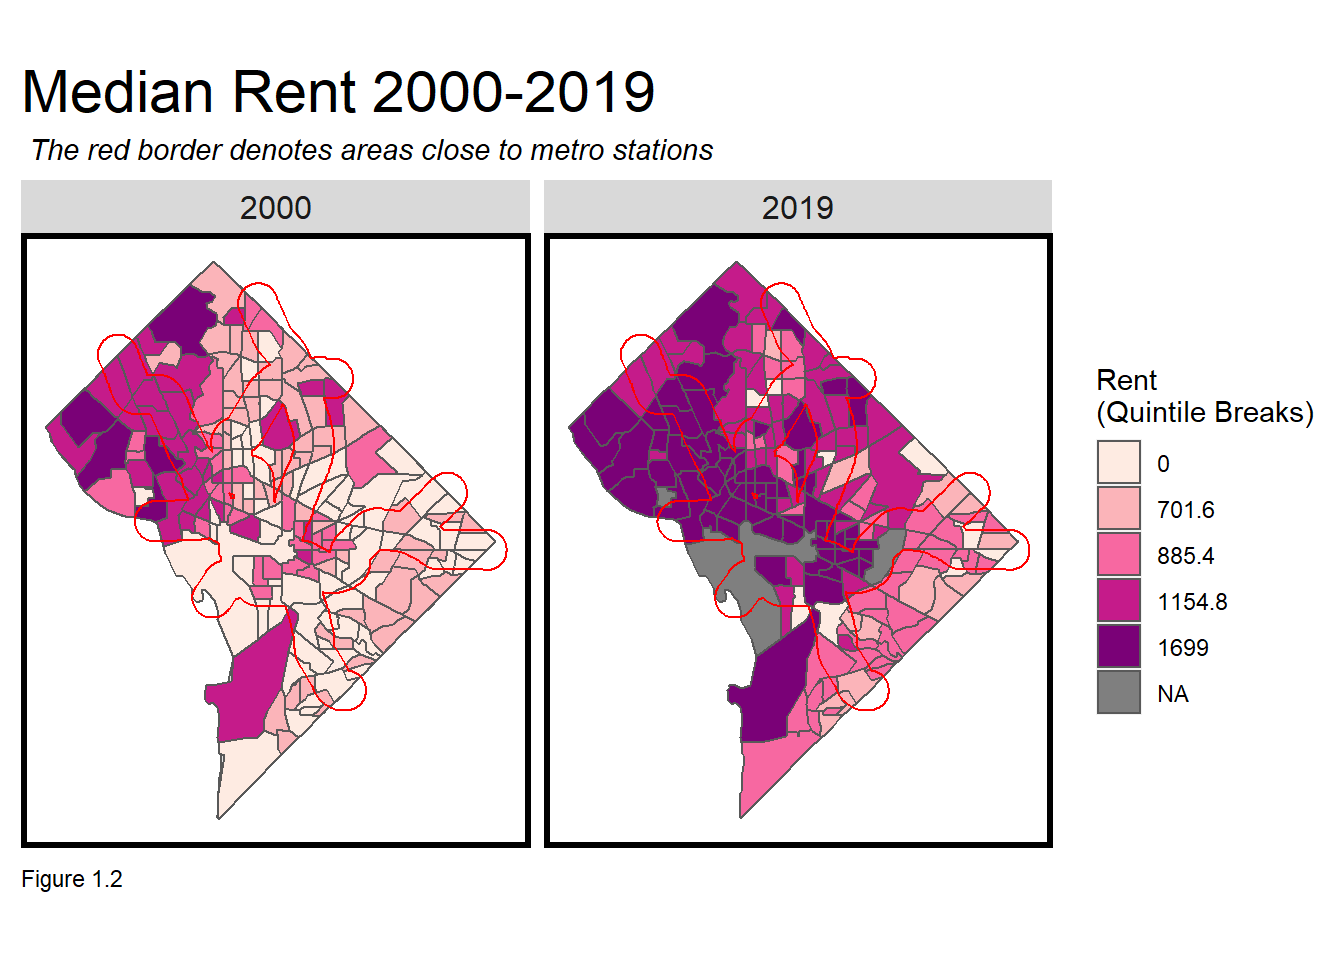 Median Rent 2000-2019
The red border denotes areas close to metro stations
2000
2019
Rent
(Quintile Breaks)
0
701.6
885.4
1154.8
1699
NA
Figure 1.2